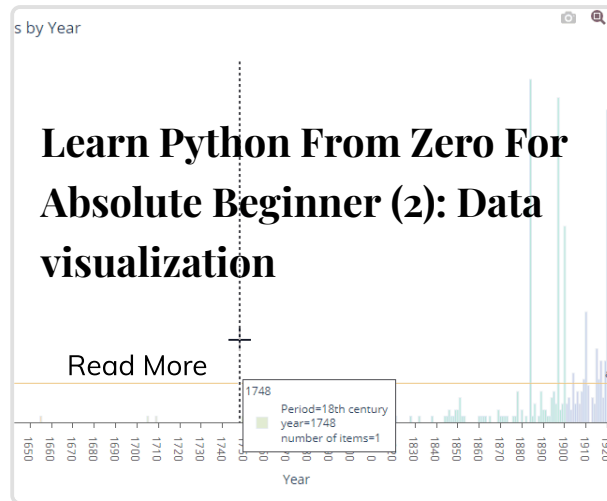 s by Year
Learn Python From Zero For
Absolute Beginner (2): Data
visualization
Read More
1748
Period=18th century
year=1748
number of items=1
1650 1660 1670 1680 1690 1700 1710 1720 1730 1740 1830 1840 1850 1860 1870 1880 1890 1900 1910 1920
Year